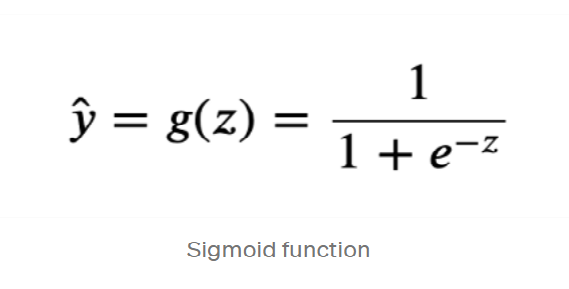 ŷ = g(z) = 1 / (1 + e^{-z})
Sigmoid function